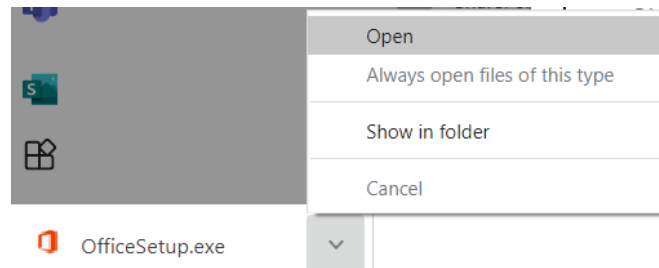 Open
Always open files of this type
Show in folder
Cancel
S
OfficeSetup.exe